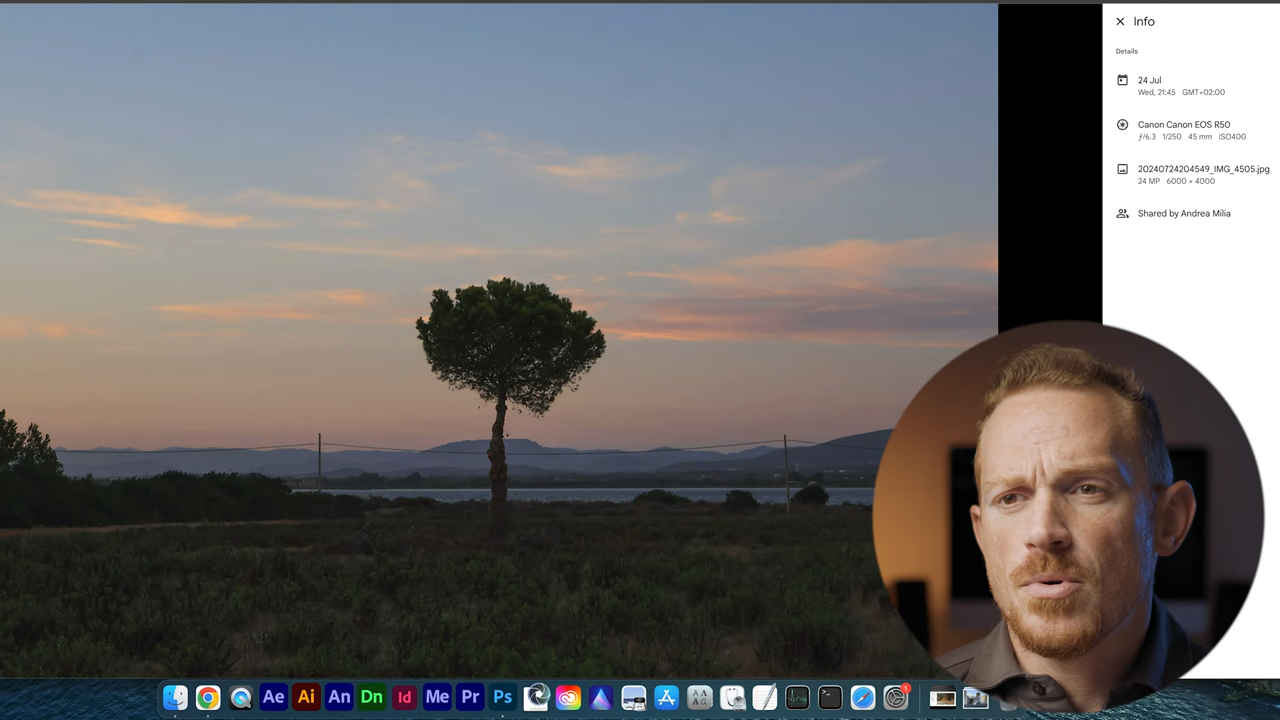 Info
Details
24 Jul
Wed, 21:45 GMT+02:00
Canon Canon EOS R50
ƒ/6.3 1/250 45 mm ISO400
20240724204549_IMG_4505.jpg
24 MP 6000 × 4000
Shared by Andrea Milia
Ae Ai An Dn Id Me Pr Ps